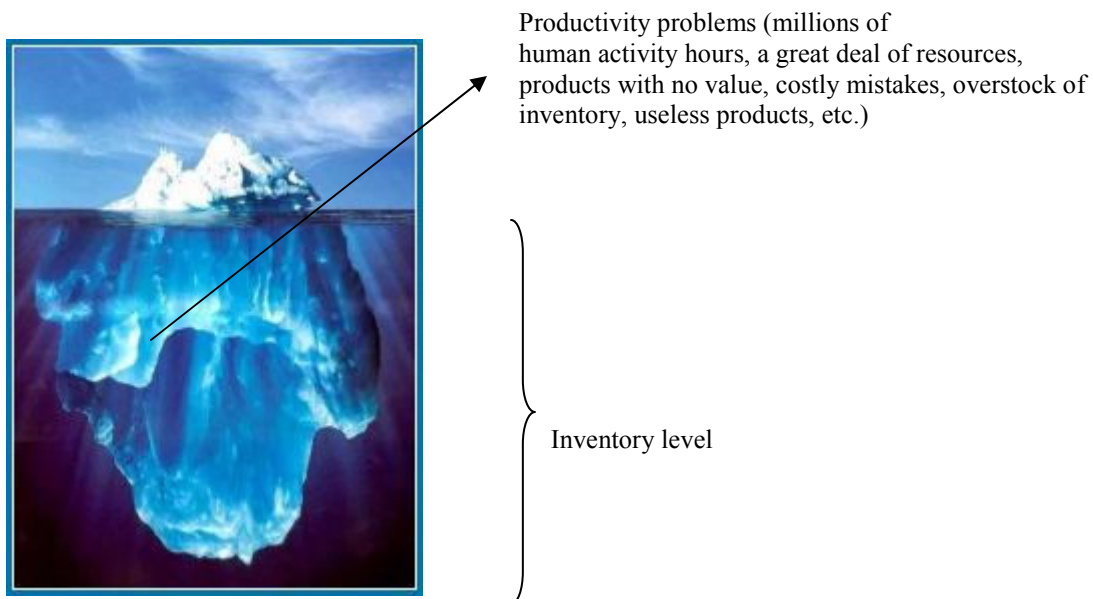 Productivity problems (millions of
human activity hours, a great deal of resources,
products with no value, costly mistakes, overstock of
inventory, useless products, etc.)
Inventory level